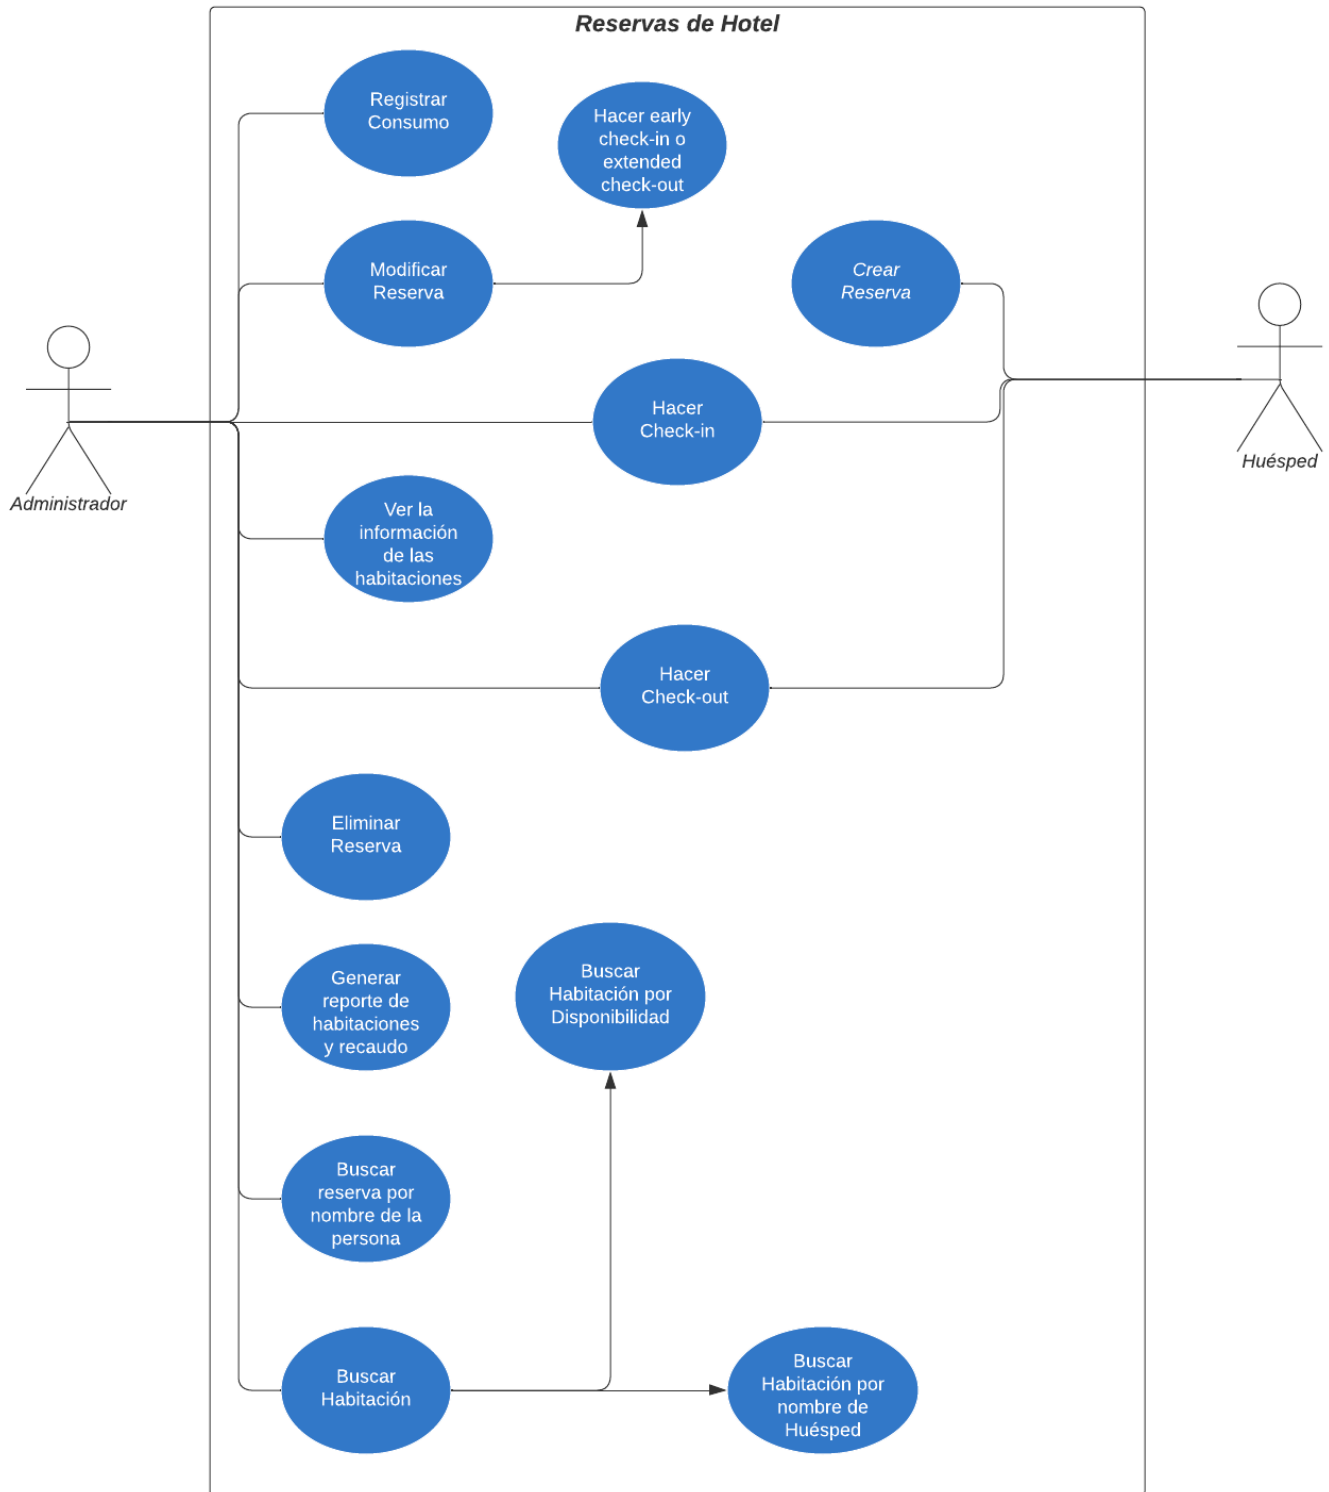 Reservas de Hotel
Registrar
Consumo
Hacer early
check-in o
extended
check-out
Modificar
Reserva
Crear
Reserva
Hacer
Check-in
Huésped
Administrador
Ver la
información
de las
habitaciones
Hacer
Check-out
Eliminar
Reserva
Generar
reporte de
habitaciones
y recaudo
Buscar
Habitación por
Disponibilidad
Buscar
reserva por
nombre de la
persona
Buscar
Habitación
Buscar
Habitación por
nombre de
Huésped